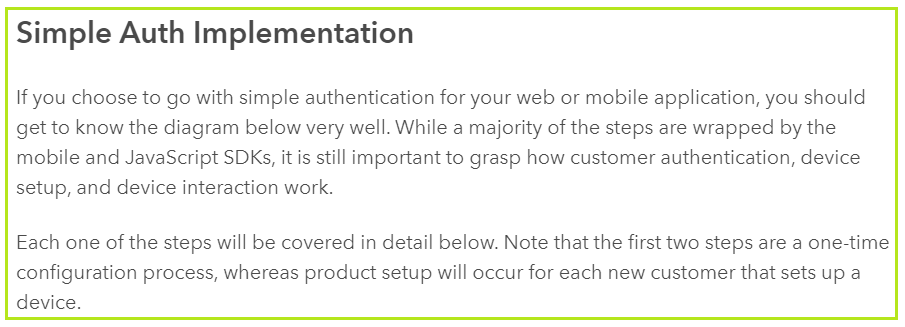 Simple Auth Implementation
If you choose to go with simple authentication for your web or mobile application, you should
get to know the diagram below very well. While a majority of the steps are wrapped by the
mobile and JavaScript SDKs, it is still important to grasp how customer authentication, device
setup, and device interaction work.
Each one of the steps will be covered in detail below. Note that the first two steps are a one-time
configuration process, whereas product setup will occur for each new customer that sets up a
device.